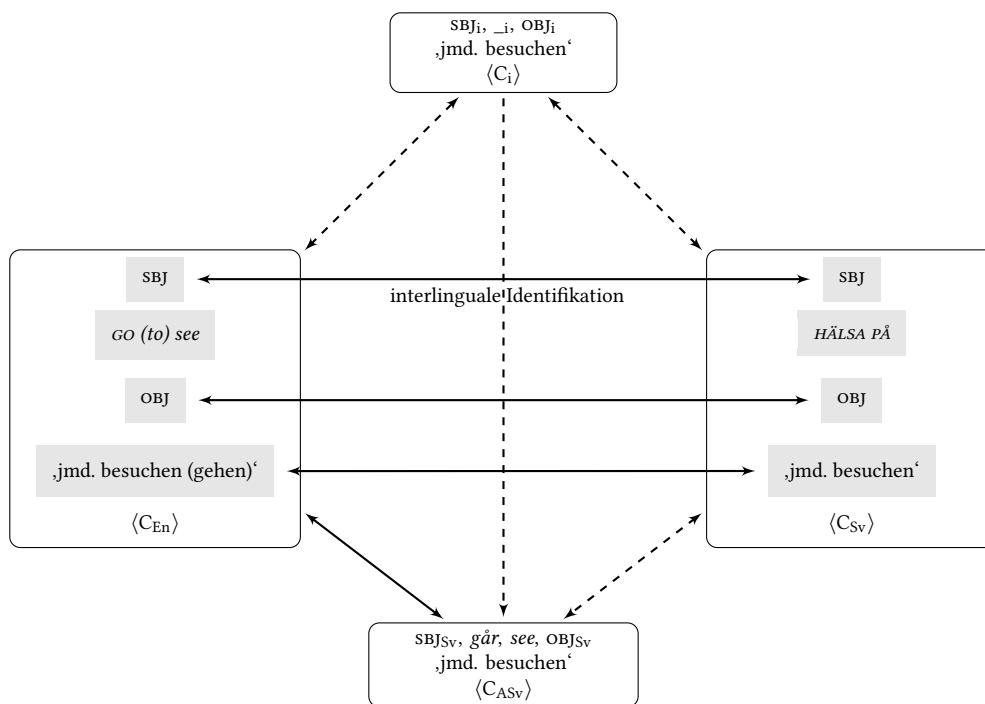 SBJi, _i, OBJi
‚jmd. besuchen‘
⟨Ci⟩
SBJ
SBJ
interlinguale Identifikation
GO (to) see
HÄLSA PÅ
OBJ
OBJ
‚jmd. besuchen (gehen)‘
‚jmd. besuchen‘
⟨CEn⟩
⟨CSv⟩
SBJSv, går, see, OBJSv
‚jmd. besuchen‘
⟨CASv⟩